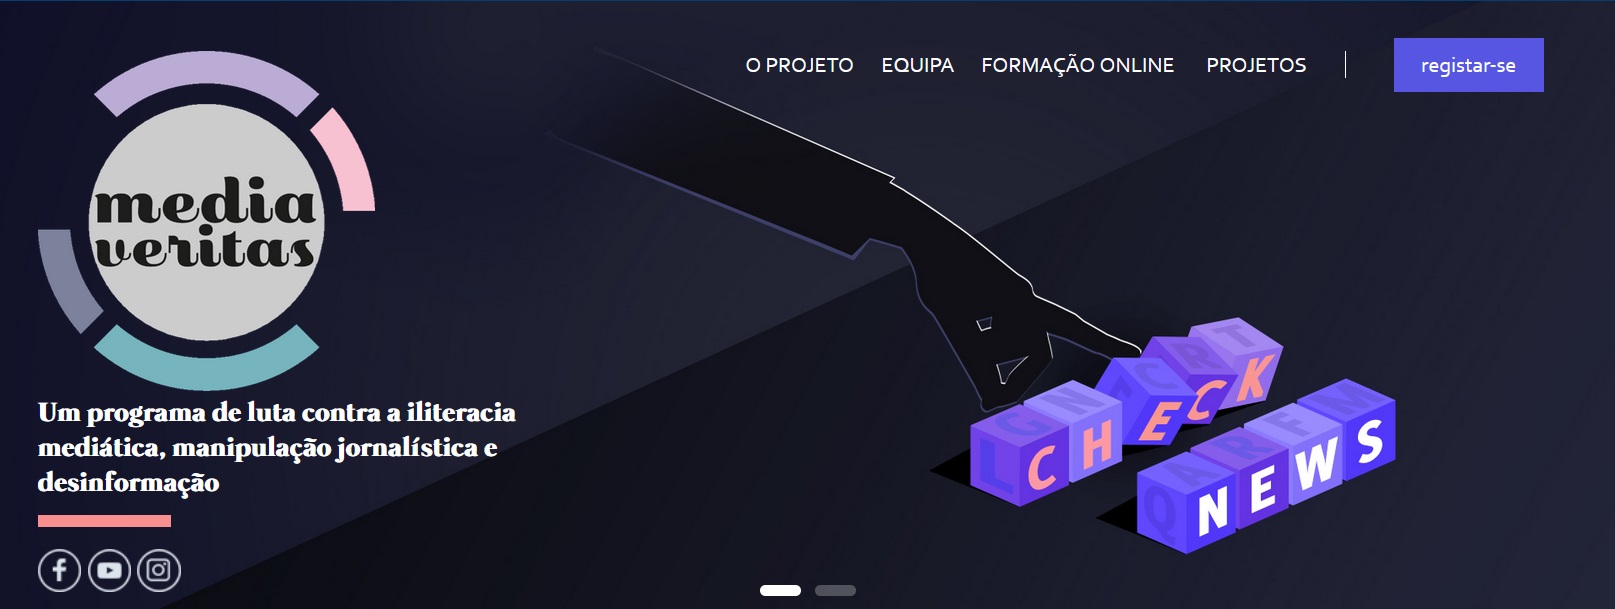 O PROJETO EQUIPA FORMAÇÃO ONLINE PROJETOS registar-se
media
veritas
Um programa de luta contra a iliteracia
mediática, manipulação jornalística e
desinformação
CHECK
NEWS